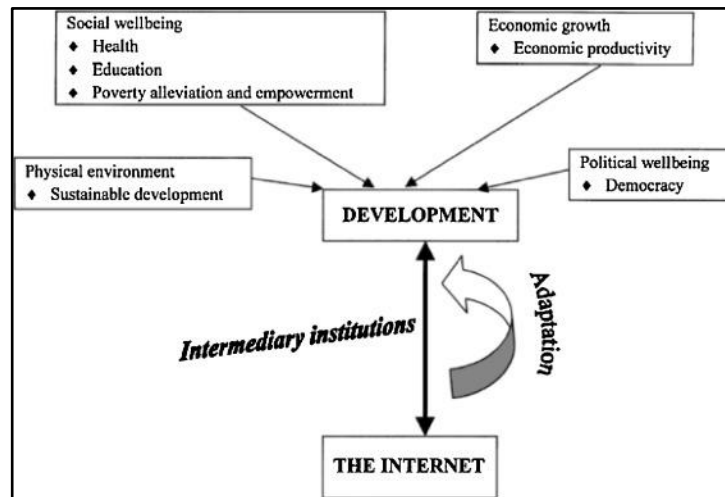 Social wellbeing
♦ Health
♦ Education
♦ Poverty alleviation and empowerment
Economic growth
♦ Economic productivity
Physical environment
♦ Sustainable development
Political wellbeing
♦ Democracy
DEVELOPMENT
Intermediary institutions
Adaptation
THE INTERNET